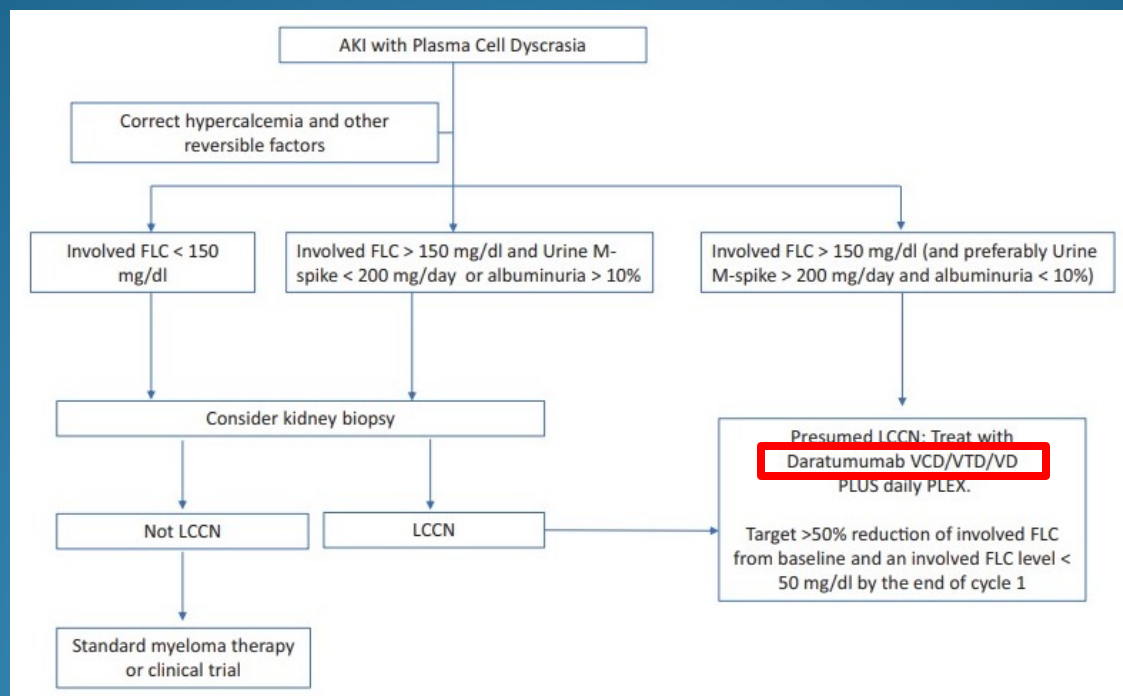 AKI with Plasma Cell Dyscrasia
Correct hypercalcemia and other
reversible factors
Involved FLC < 150
mg/dl
Involved FLC > 150 mg/dl and Urine M-
spike < 200 mg/day or albuminuria > 10%
Involved FLC > 150 mg/dl (and preferably Urine
M-spike > 200 mg/day and albuminuria < 10%)
Consider kidney biopsy
Not LCCN
LCCN
Presumed LCCN: Treat with
Daratumumab VCD/VTD/VD
PLUS daily PLEX.
Target >50% reduction of involved FLC
from baseline and an involved FLC level <
50 mg/dl by the end of cycle 1
Standard myeloma therapy
or clinical trial